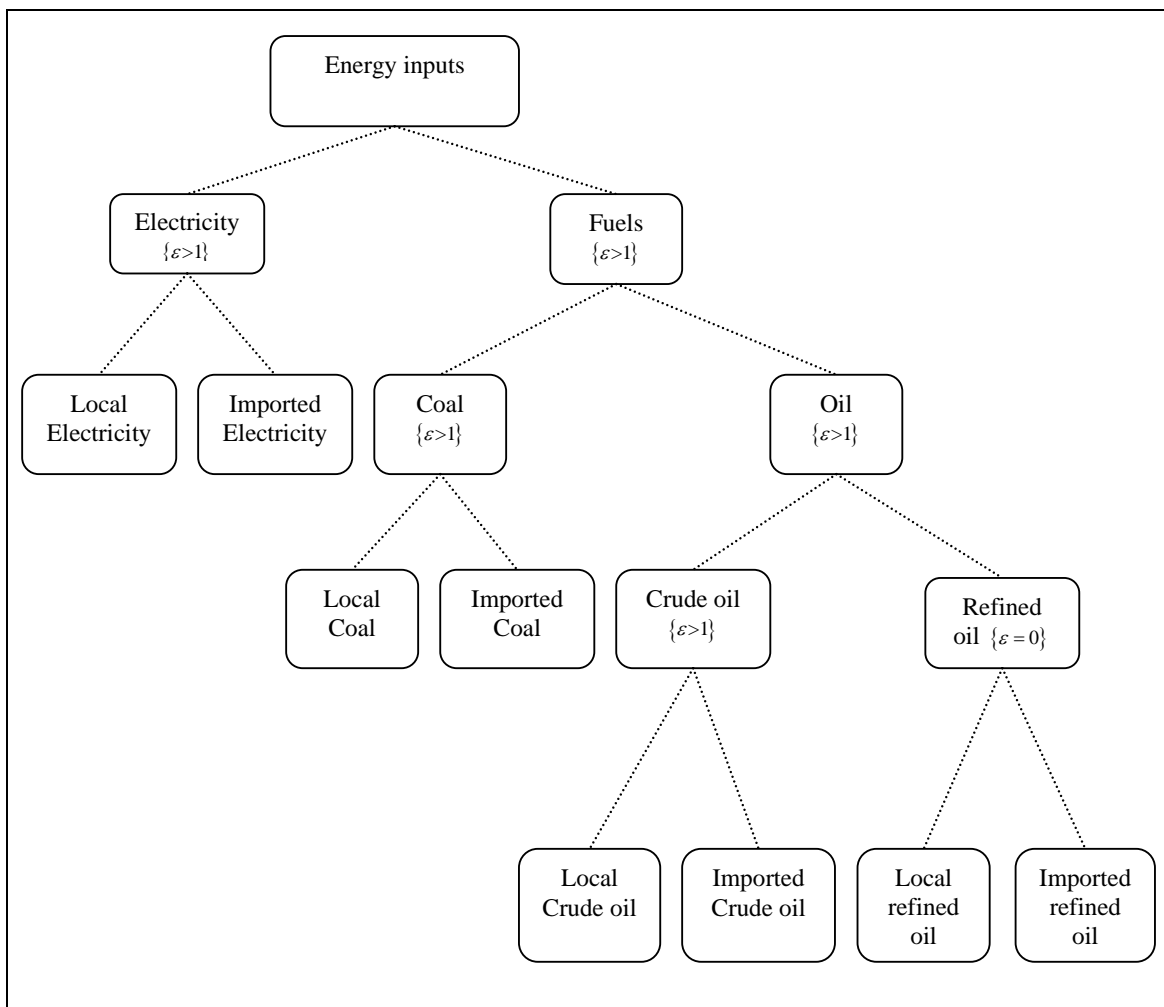 Energy inputs
Electricity
{ε>1}
Fuels
{ε>1}
Local
Electricity
Imported
Electricity
Coal
{ε>1}
Oil
{ε>1}
Local
Coal
Imported
Coal
Crude oil
{ε>1}
Refined
oil {ε = 0}
Local
Crude oil
Imported
Crude oil
Local
refined
oil
Imported
refined
oil